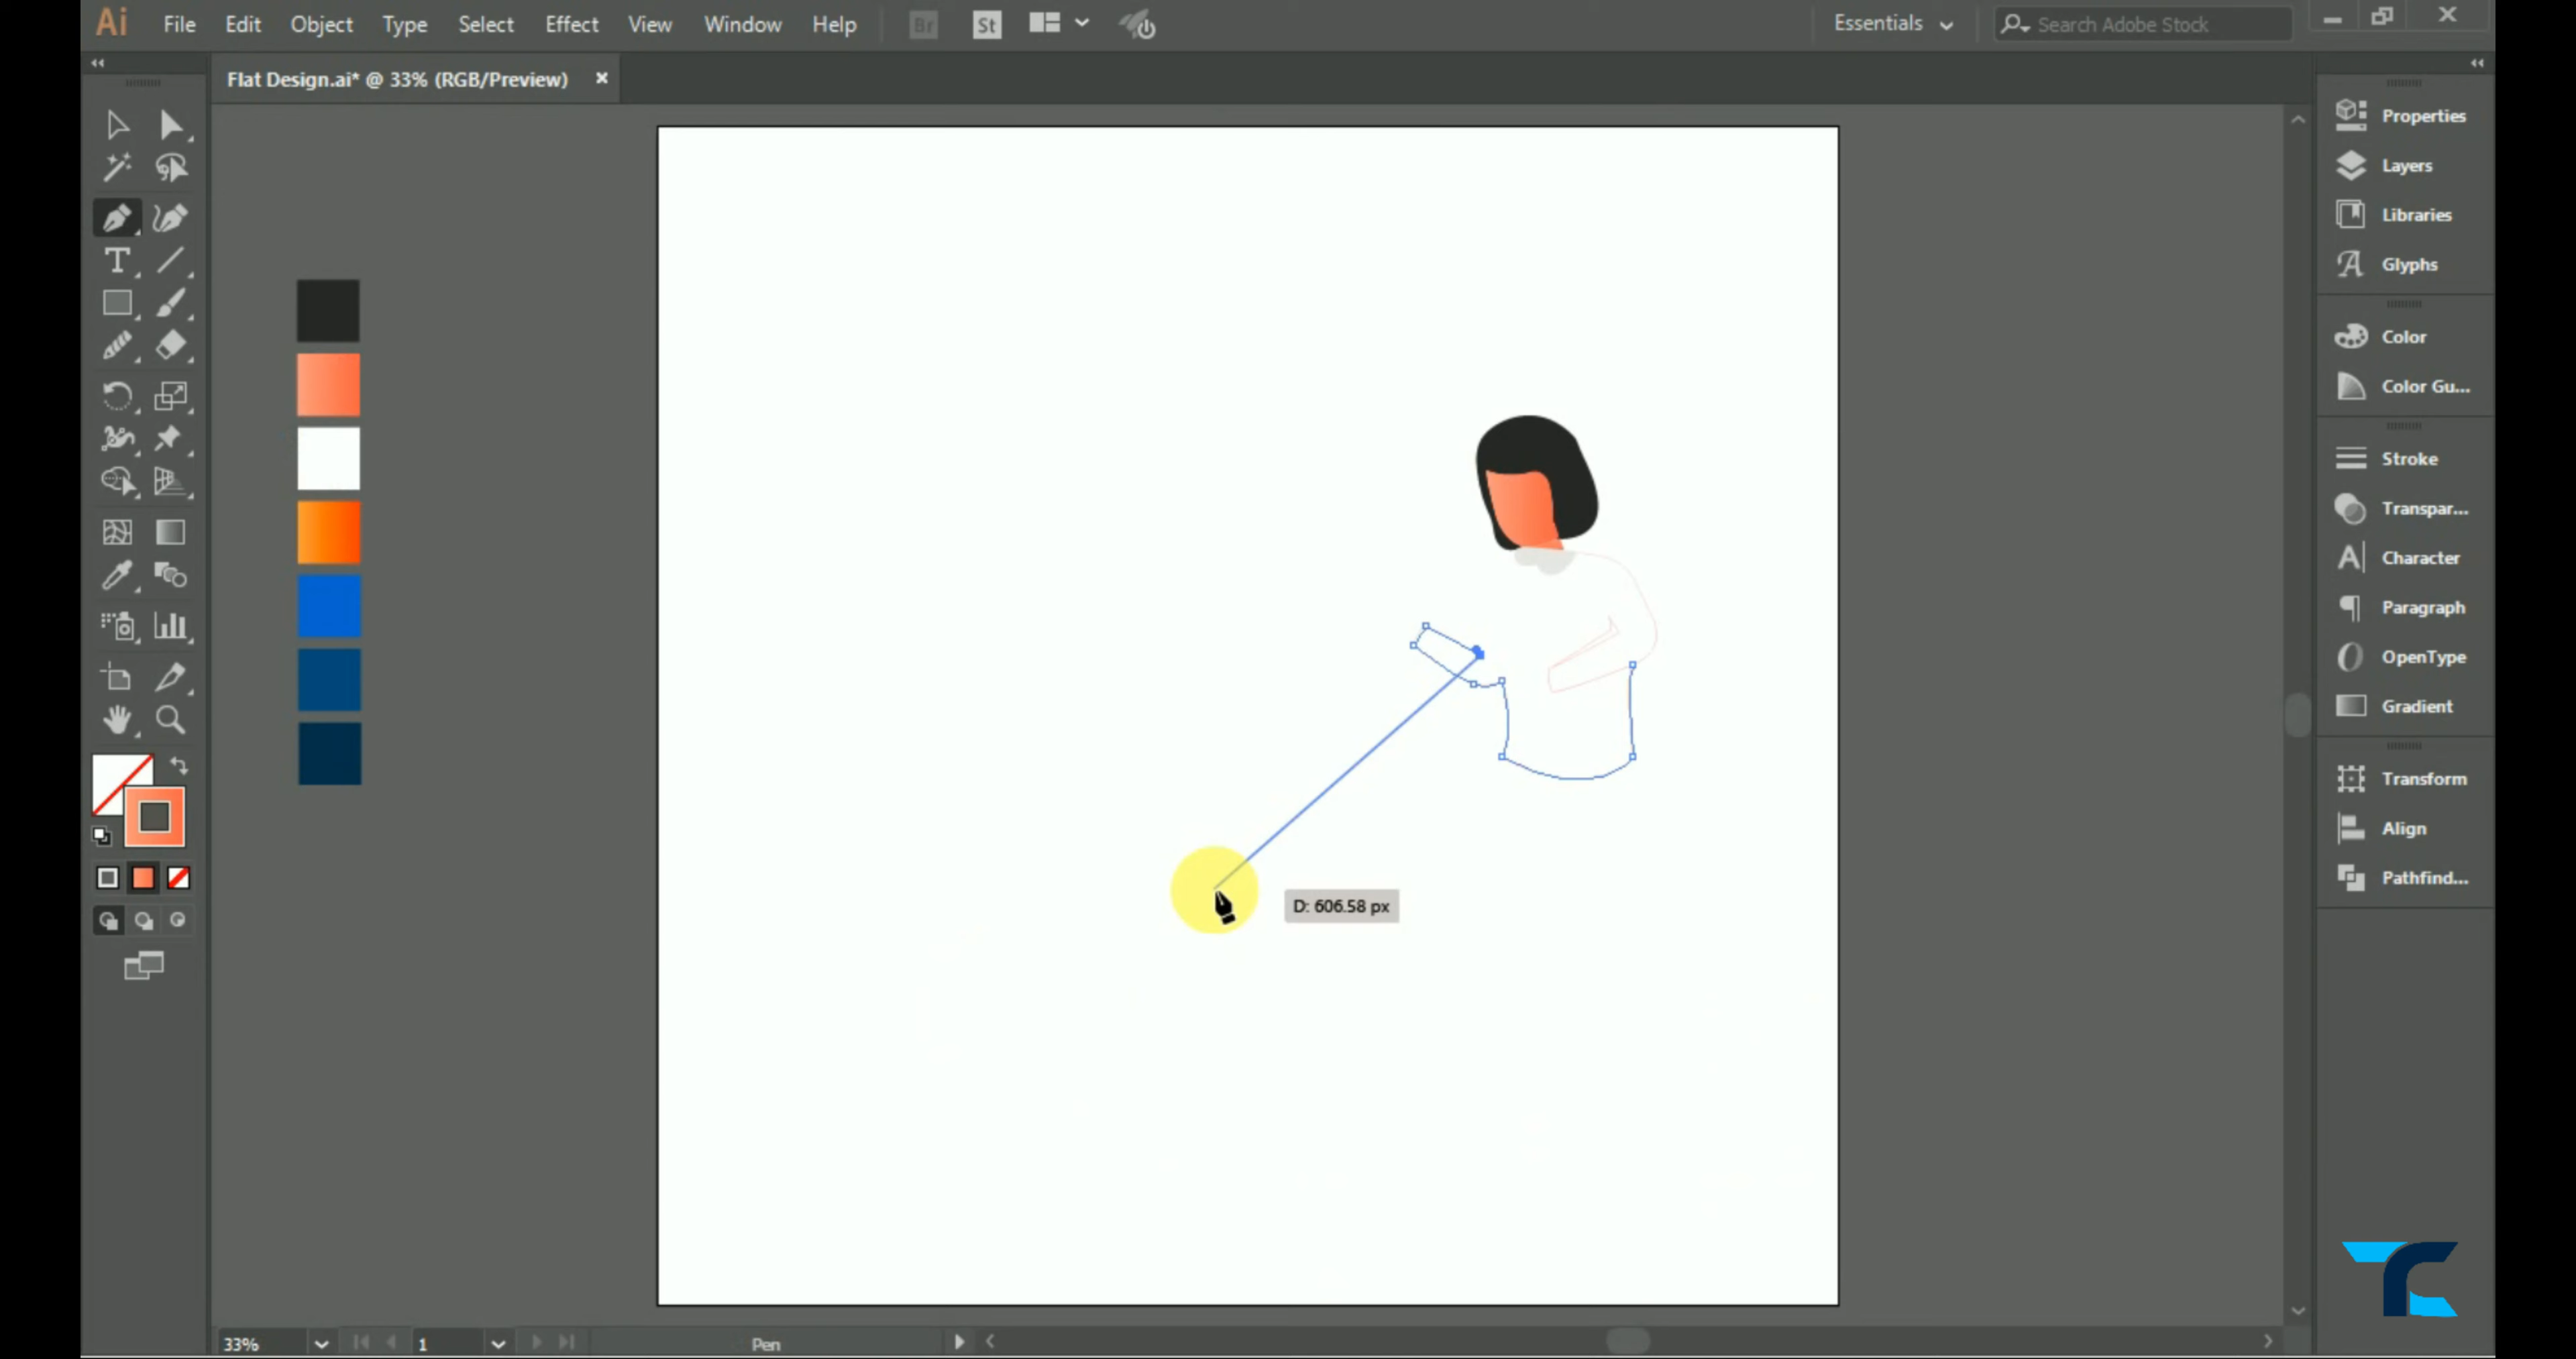 Ai File Edit Object Type Select Effect View Window Help Br St Essentials Search Adobe Stock
Flat Design.ai* @ 33% (RGB/Preview)
Properties
Layers
Libraries
Glyphs
Color
Color Gu...
Stroke
Transpar...
Character
Paragraph
OpenType
Gradient
Transform
Align
Pathfind...
D: 606.58 px
33% 1 Pen
TC